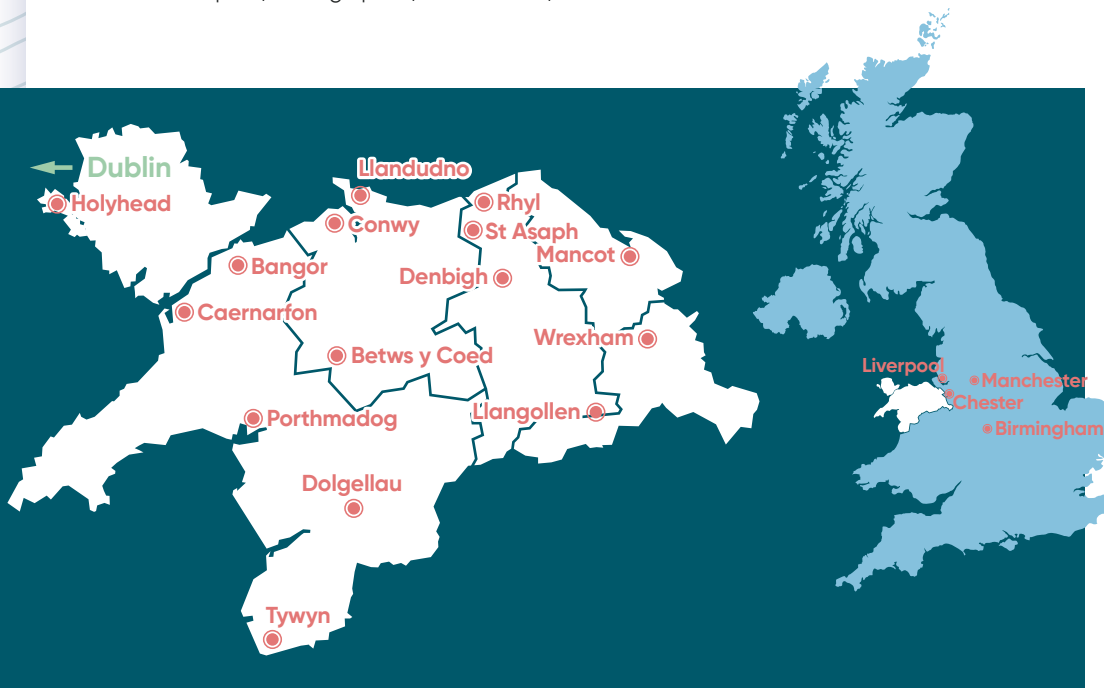 Llandudno
Dublin
Holyhead
Rhyl
Conwy
St Asaph
Mancot
Bangor
Denbigh
Caernarfon
Wrexham
Betws y Coed
Llangollen
Porthmadog
Dolgellau
Tywyn
Liverpool
Manchester
Chester
Birmingham